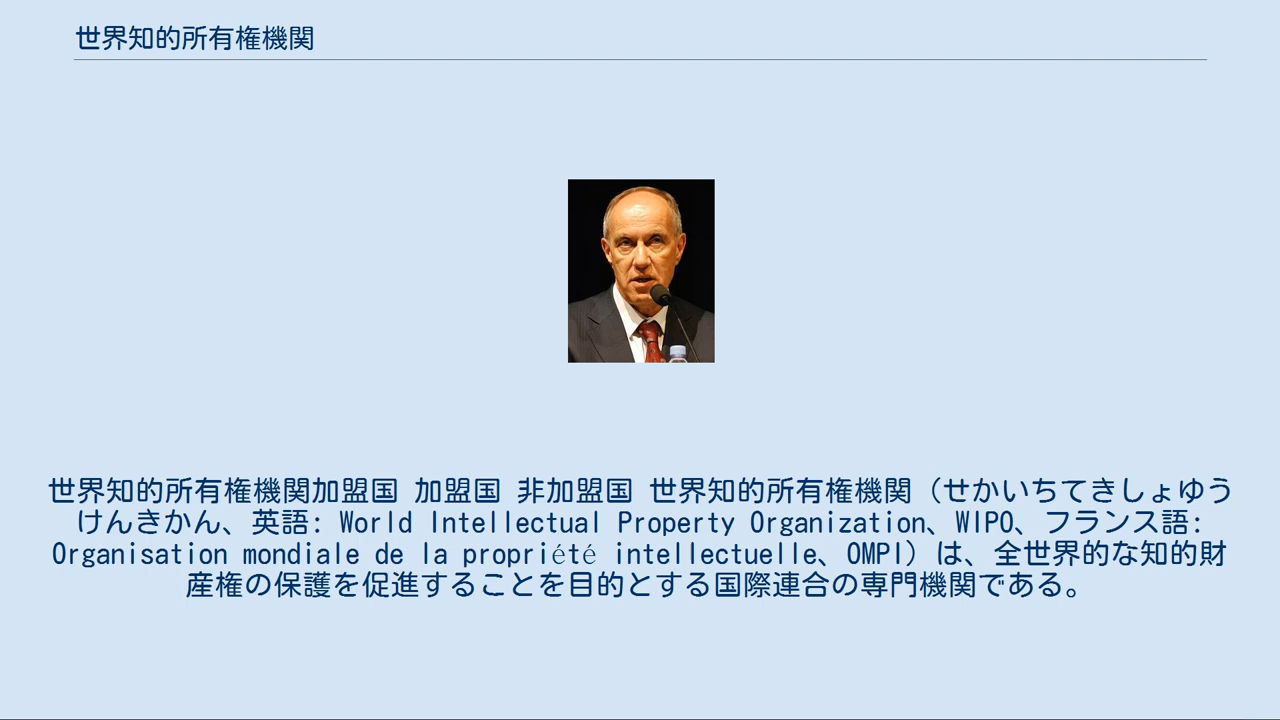 世界知的所有権機関
世界知的所有権機関加盟国 加盟国 非加盟国 世界知的所有権機関（せかいちてきしょゆう
けんきかん、英語: World Intellectual Property Organization、WIPO、フランス語:
Organisation mondiale de la propriété intellectuelle、OMPI）は、全世界的な知的財
産権の保護を促進することを目的とする国際連合の専門機関である。